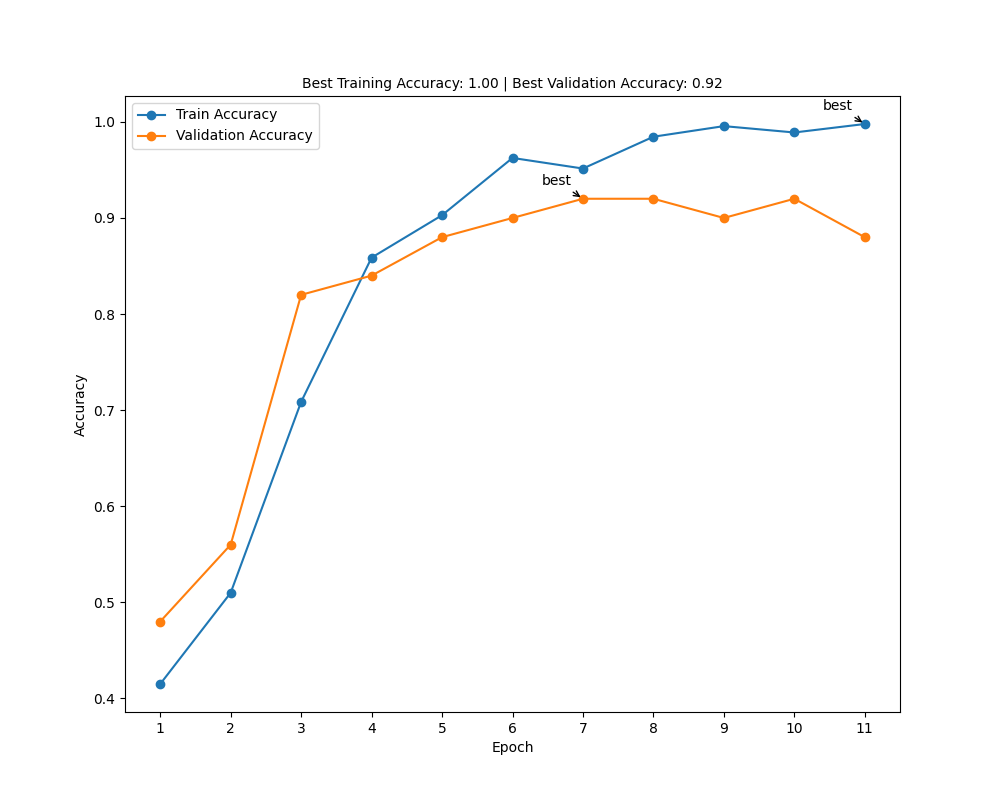 Best Training Accuracy: 1.00 | Best Validation Accuracy: 0.92
Train Accuracy
Validation Accuracy
best
best
1.0
0.9
0.8
0.7
0.6
0.5
0.4
Accuracy
1 2 3 4 5 6 7 8 9 10 11
Epoch